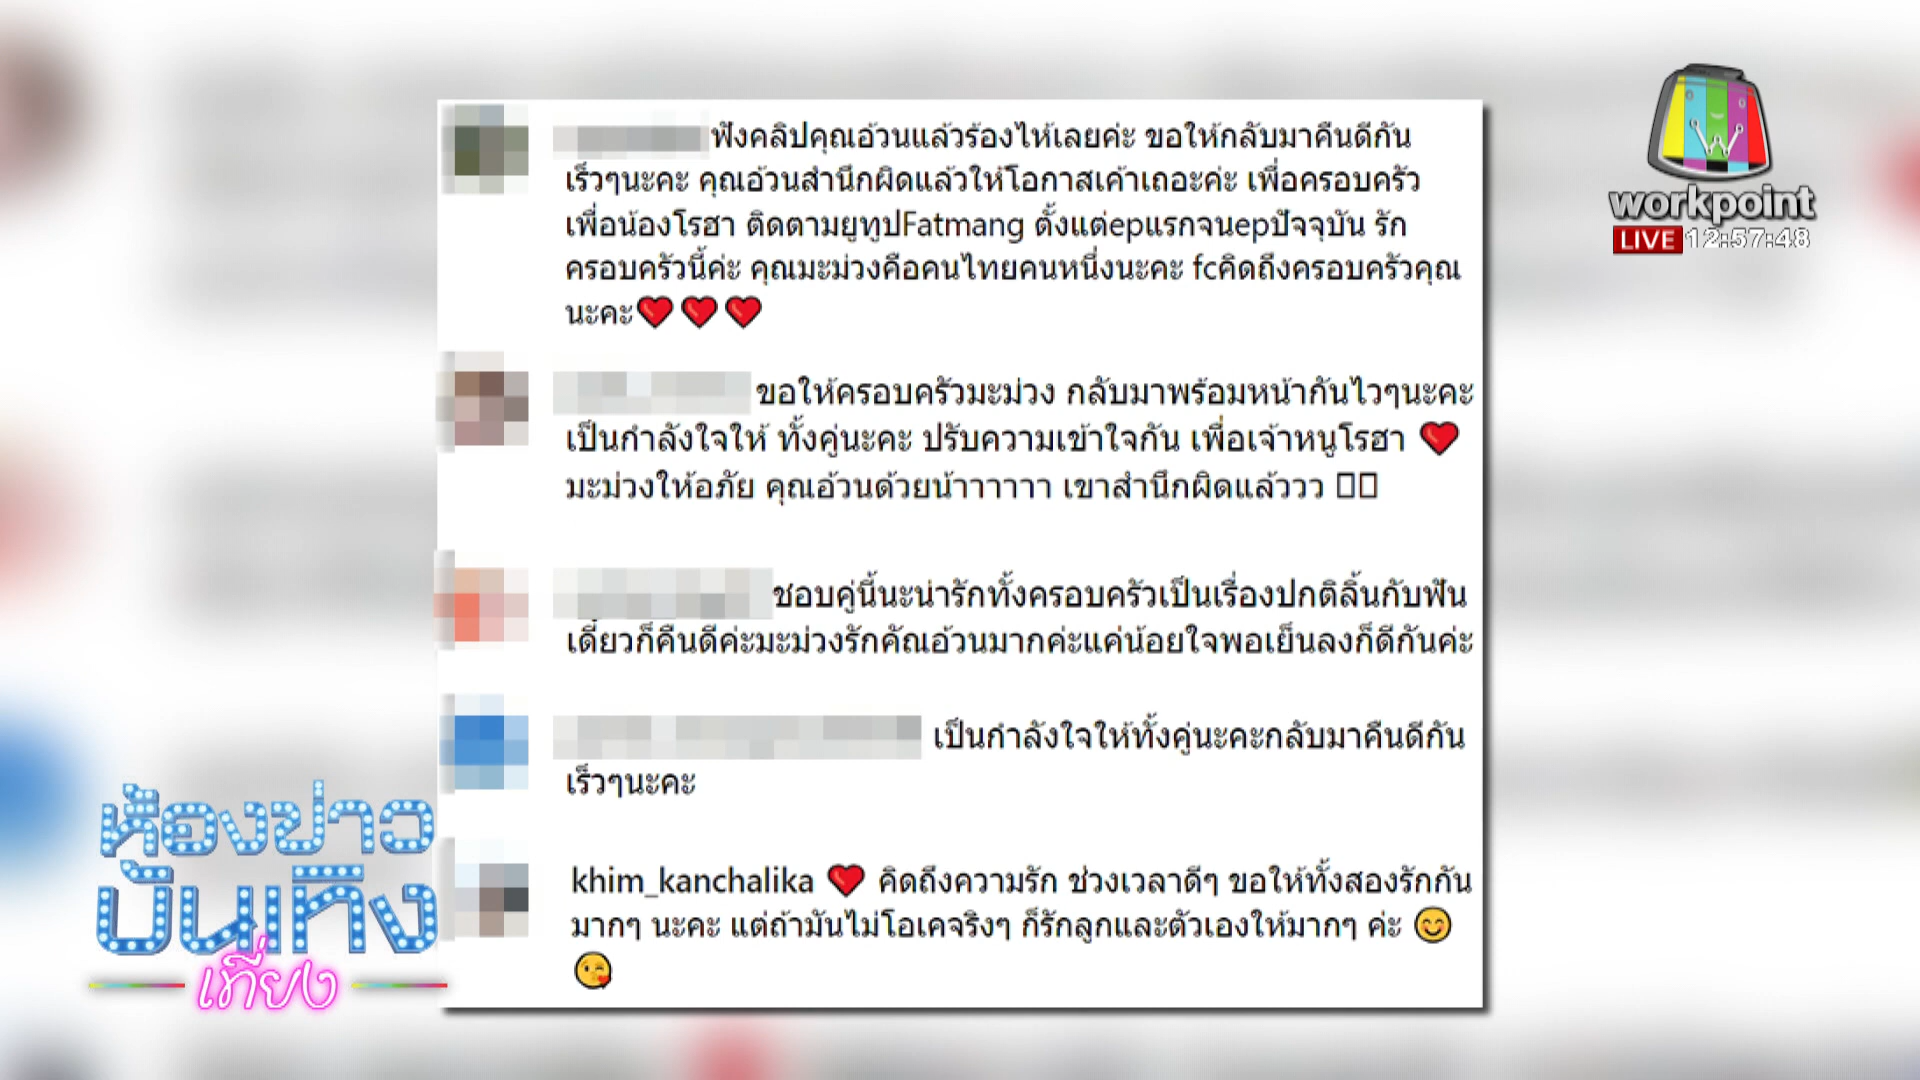 ฟังคลิปคุณอ้วนแล้วร้องไห้เลยค่ะ ขอให้กลับมาคืนดีกัน
เร็วๆนะคะ คุณอ้วนสำนึกผิดแล้วให้โอกาสเค้าเถอะค่ะ เพื่อครอบครัว
เพื่อน้องโรฮา ติดตามยูทูปFatmang ตั้งแต่epแรกจนepปัจจุบัน รัก
ครอบครัวนี้ค่ะ คุณมะม่วงคือคนไทยคนหนึ่งนะคะ fcคิดถึงครอบครัวคุณ
นะคะ❤️❤️❤️
ขอให้ครอบครัวมะม่วง กลับมาพร้อมหน้ากันไวๆนะคะ
เป็นกำลังใจให้ ทั้งคู่นะคะ ปรับความเข้าใจกัน เพื่อเจ้าหนูโรฮา ❤️
มะม่วงให้อภัย คุณอ้วนด้วยน้าาาาาา เขาสำนึกผิดแล้ววว
ชอบคู่นี้นะน่ารักทั้งครอบครัวเป็นเรื่องปกติลิ้นกับฟัน
เดี๋ยวก็คืนดีค่ะมะม่วงรักคัณอ้วนมากค่ะแค่น้อยใจพอเย็นลงก็ดีกันค่ะ
เป็นกำลังใจให้ทั้งคู่นะคะกลับมาคืนดีกัน
เร็วๆนะคะ
khim_kanchalika ❤️ คิดถึงความรัก ช่วงเวลาดีๆ ขอให้ทั้งสองรักกัน
มากๆ นะคะ แต่ถ้ามันไม่โอเคจริงๆ ก็รักลูกและตัวเองให้มากๆ ค่ะ 😊
😘
workpoint
LIVE 12:57:48
ห้องข่าว
บันเทิง
เที่ยง